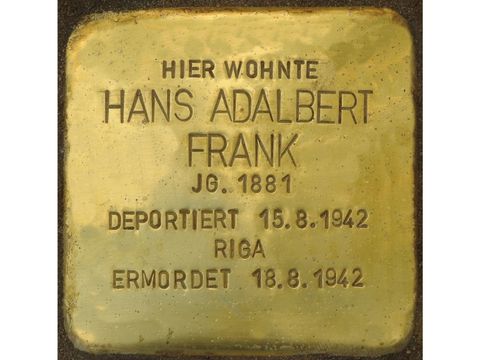 HIER WOHNTE
HANS ADALBERT
FRANK
JG. 1881
DEPORTIERT 15.8.1942
RIGA
ERMORDET 18.8.1942